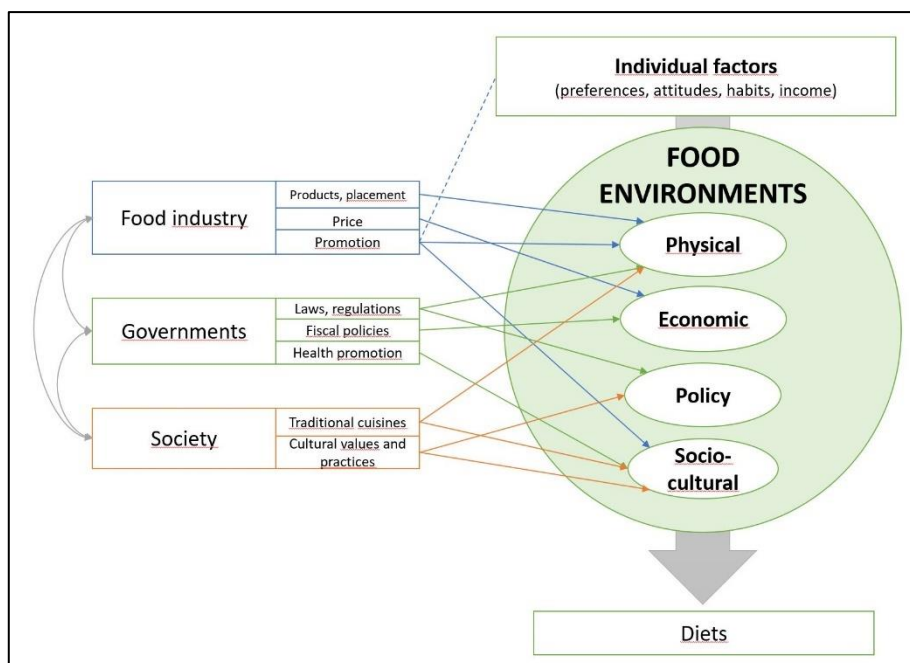 Individual factors
(preferences, attitudes, habits, income)
FOOD
ENVIRONMENTS
Food industry
Products, placement
Price
Promotion
Governments
Laws, regulations
Fiscal policies
Health promotion
Society
Traditional cuisines
Cultural values and
practices
Physical
Economic
Policy
Socio-
cultural
Diets